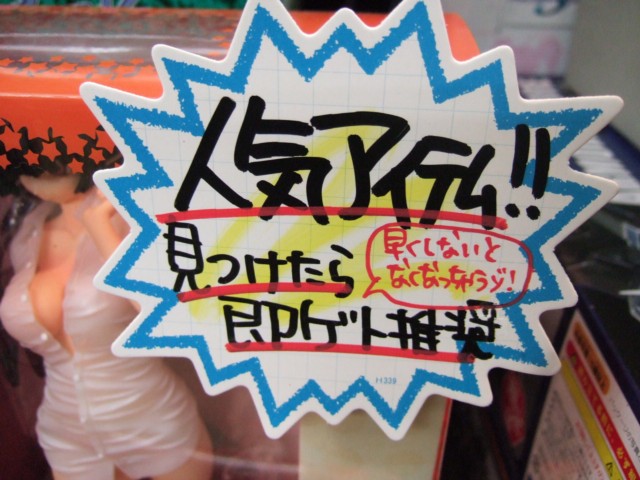 人気アイテム!!
見つけたら
早くしないと
なくなっちゃうゾ!
即ゲット推奨
H339